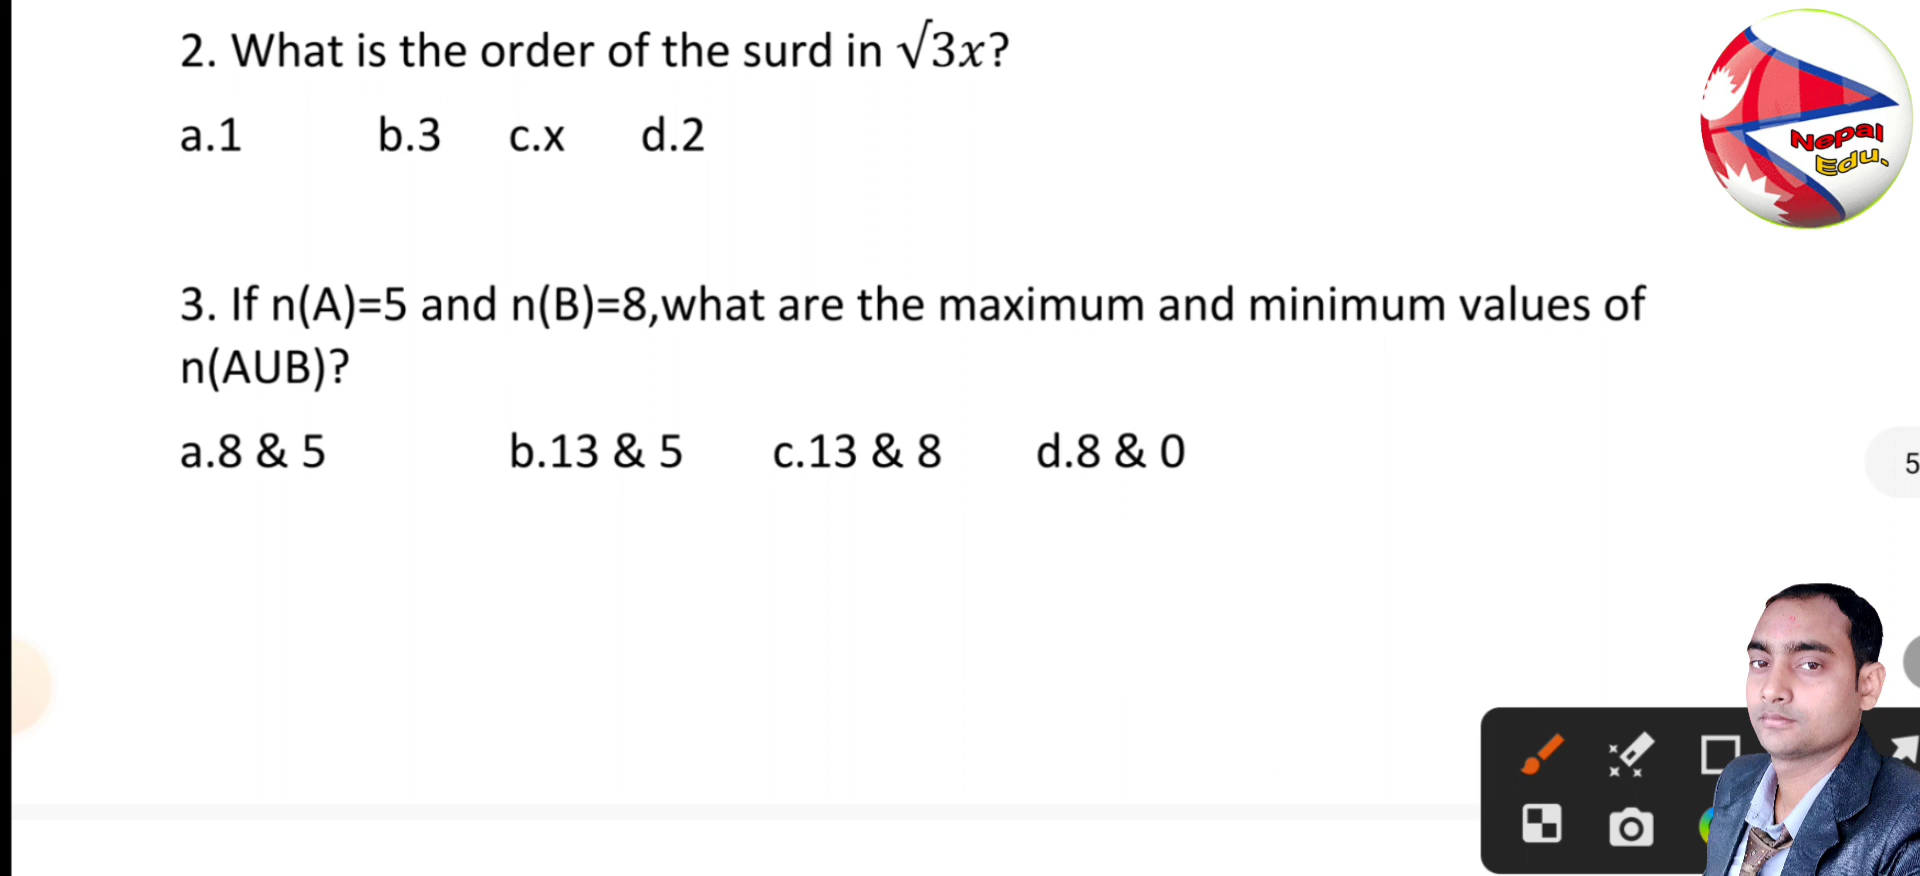 2. What is the order of the surd in √3x?
a.1 b.3 c.x d.2
3. If n(A)=5 and n(B)=8,what are the maximum and minimum values of
n(AUB)?
a.8 & 5 b.13 & 5 c.13 & 8 d.8 & 0
Nepal
Edu.
5